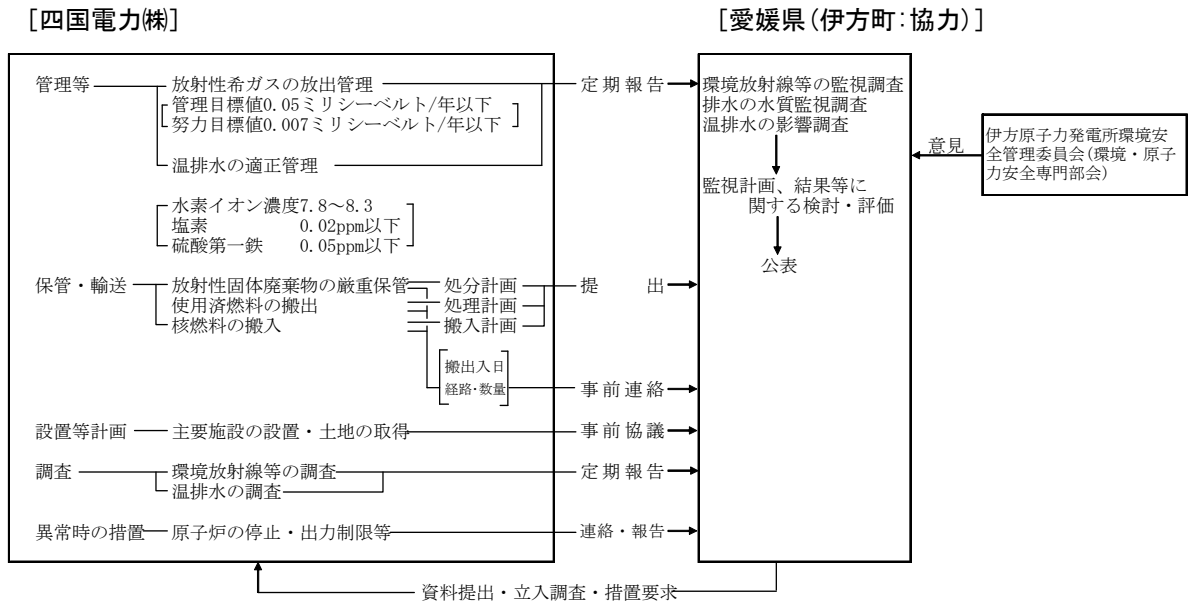 [四国電力㈱]
[愛媛県(伊方町:協力)]
管理等
放射性希ガスの放出管理
管理目標値0.05ミリシーベルト/年以下
努力目標値0.007ミリシーベルト/年以下
温排水の適正管理
水素イオン濃度7.8～8.3
塩素 0.02ppm以下
硫酸第一鉄 0.05ppm以下
定期報告
保管・輸送
放射性固体廃棄物の厳重保管
処分計画
使用済燃料の搬出
処理計画
核燃料の搬入
搬入計画
提出
搬出入日
経路・数量
事前連絡
設置等計画
主要施設の設置・土地の取得
事前協議
調査
環境放射線等の調査
温排水の調査
定期報告
異常時の措置
原子炉の停止・出力制限等
連絡・報告
環境放射線等の監視調査
排水の水質監視調査
温排水の影響調査
監視計画、結果等に
関する検討・評価
公表
意見
伊方原子力発電所環境安
全管理委員会(環境・原子
力安全専門部会)
資料提出・立入調査・措置要求